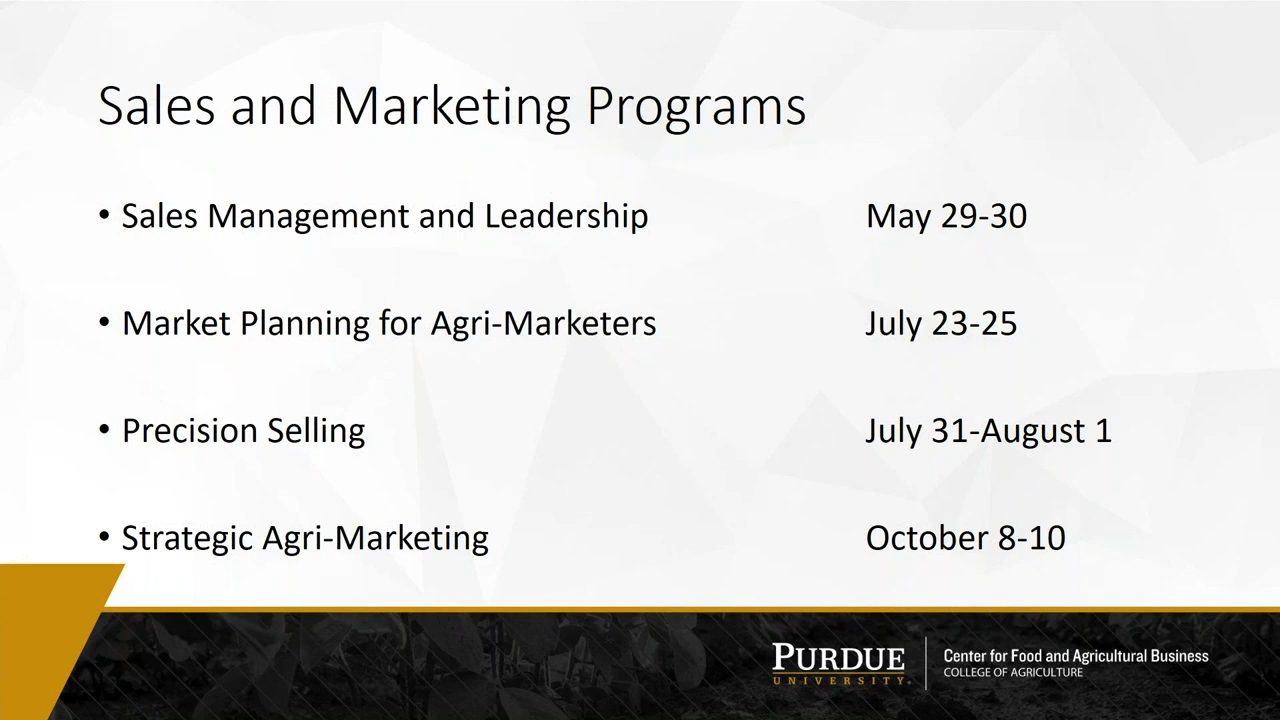 Sales and Marketing Programs
• Sales Management and Leadership May 29-30
• Market Planning for Agri-Marketers July 23-25
• Precision Selling July 31-August 1
• Strategic Agri-Marketing October 8-10
PURDUE
UNIVERSITY®
Center for Food and Agricultural Business
COLLEGE OF AGRICULTURE